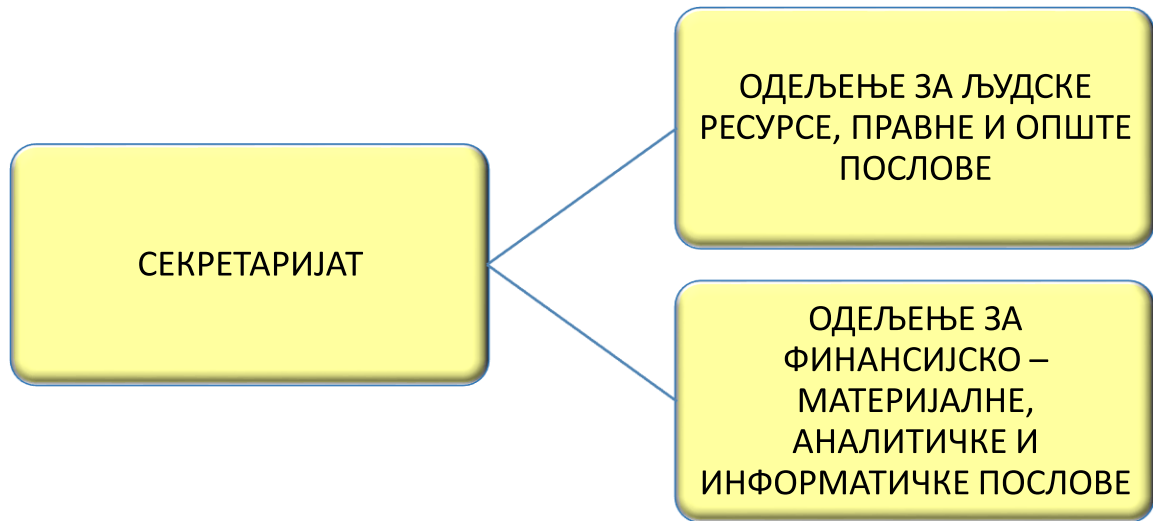 СЕКРЕТАРИЈАТ
ОДЕЉЕЊЕ ЗА ЉУДСКЕ
РЕСУРСЕ, ПРАВНЕ И ОПШТЕ
ПОСЛОВЕ
ОДЕЉЕЊЕ ЗА
ФИНАНСИЈСКО –
МАТЕРИЈАЛНЕ,
АНАЛИТИЧКЕ И
ИНФОРМАТИЧКЕ ПОСЛОВЕ